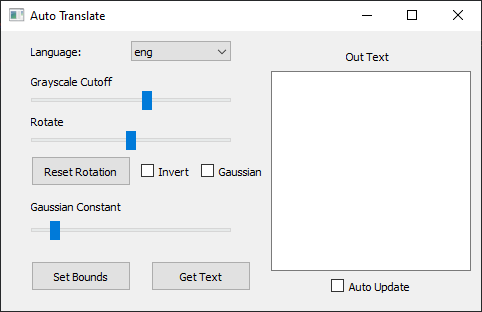 Auto Translate
Language:
eng
Grayscale Cutoff
Rotate
Reset Rotation
Invert
Gaussian
Gaussian Constant
Set Bounds
Get Text
Out Text
Auto Update